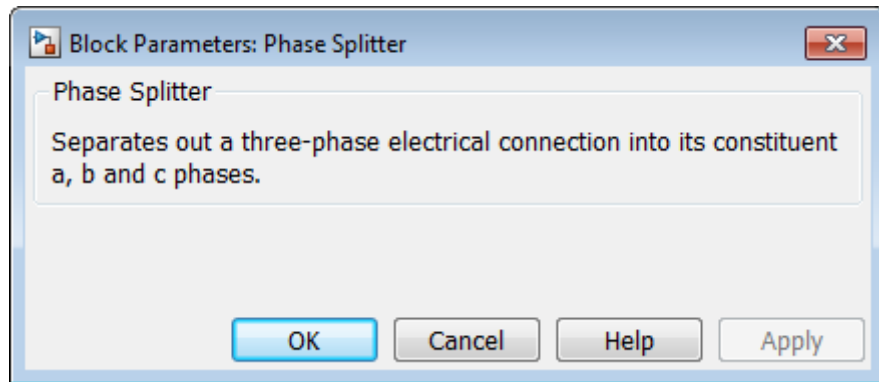 Block Parameters: Phase Splitter
Phase Splitter
Separates out a three-phase electrical connection into its constituent
a, b and c phases.
OK Cancel Help Apply